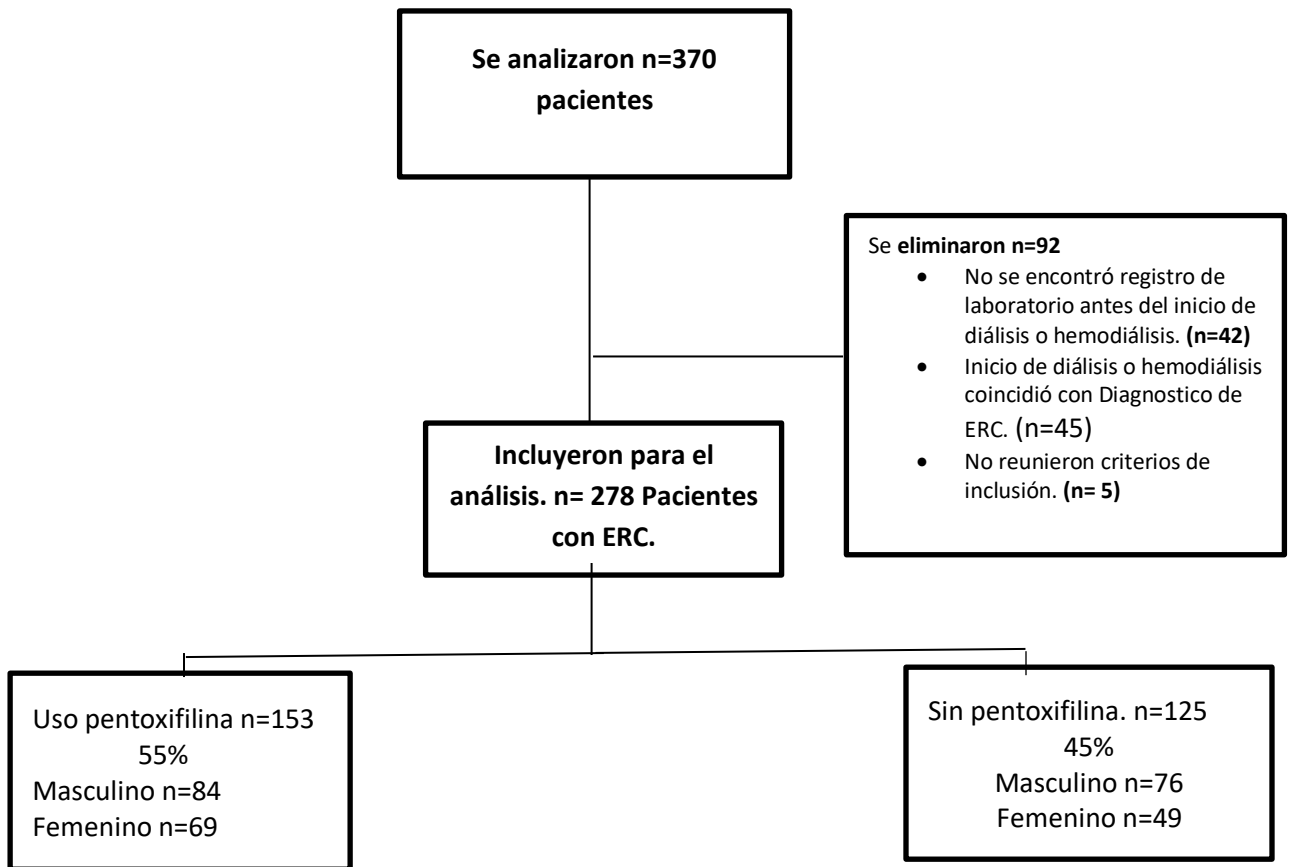 Se analizaron n=370
pacientes
Se eliminaron n=92
• No se encontró registro de
laboratorio antes del inicio de
diálisis o hemodiálisis. (n=42)
• Inicio de diálisis o hemodiálisis
coincidió con Diagnostico de
ERC. (n=45)
• No reunieron criterios de
inclusión. (n= 5)
Incluyeron para el
análisis. n= 278 Pacientes
con ERC.
Uso pentoxifilina n=153
55%
Masculino n=84
Femenino n=69
Sin pentoxifilina. n=125
45%
Masculino n=76
Femenino n=49